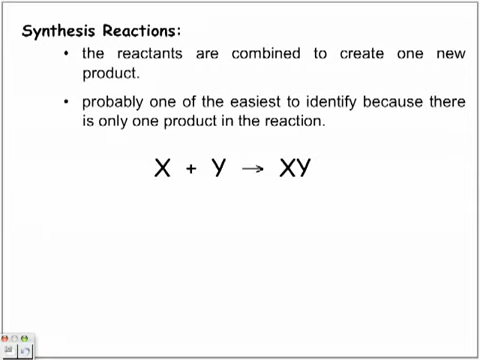 Synthesis Reactions:
• the reactants are combined to create one new
product.
• probably one of the easiest to identify because there
is only one product in the reaction.
X + Y → XY